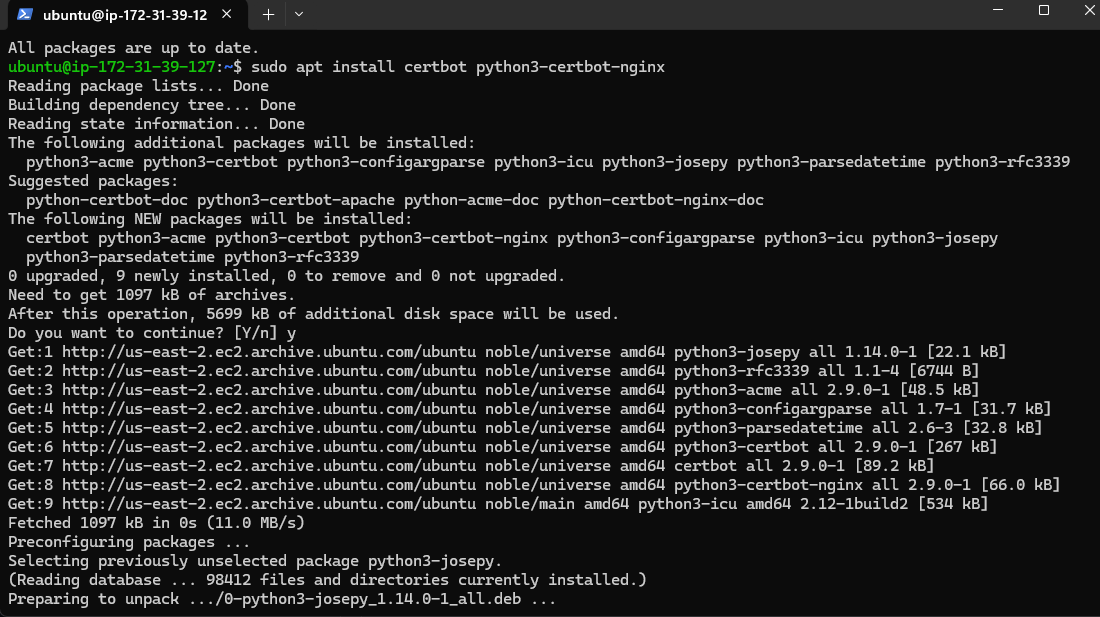 ubuntu@ip-172-31-39-12
All packages are up to date.
ubuntu@ip-172-31-39-127:~$ sudo apt install certbot python3-certbot-nginx
Reading package lists... Done
Building dependency tree... Done
Reading state information... Done
The following additional packages will be installed:
  python3-acme python3-certbot python3-configargparse python3-icu python3-josepy python3-parsedatetime python3-rfc3339
Suggested packages:
  python-certbot-doc python3-certbot-apache python-acme-doc python-certbot-nginx-doc
The following NEW packages will be installed:
  certbot python3-acme python3-certbot python3-certbot-nginx python3-configargparse python3-icu python3-josepy
  python3-parsedatetime python3-rfc3339
0 upgraded, 9 newly installed, 0 to remove and 0 not upgraded.
Need to get 1097 kB of archives.
After this operation, 5699 kB of additional disk space will be used.
Do you want to continue? [Y/n] y
Get:1 http://us-east-2.ec2.archive.ubuntu.com/ubuntu noble/universe amd64 python3-josepy all 1.14.0-1 [22.1 kB]
Get:2 http://us-east-2.ec2.archive.ubuntu.com/ubuntu noble/universe amd64 python3-rfc3339 all 1.1-4 [6744 B]
Get:3 http://us-east-2.ec2.archive.ubuntu.com/ubuntu noble/universe amd64 python3-acme all 2.9.0-1 [48.5 kB]
Get:4 http://us-east-2.ec2.archive.ubuntu.com/ubuntu noble/universe amd64 python3-configargparse all 1.7-1 [31.7 kB]
Get:5 http://us-east-2.ec2.archive.ubuntu.com/ubuntu noble/universe amd64 python3-parsedatetime all 2.6-3 [32.8 kB]
Get:6 http://us-east-2.ec2.archive.ubuntu.com/ubuntu noble/universe amd64 python3-certbot all 2.9.0-1 [267 kB]
Get:7 http://us-east-2.ec2.archive.ubuntu.com/ubuntu noble/universe amd64 certbot all 2.9.0-1 [89.2 kB]
Get:8 http://us-east-2.ec2.archive.ubuntu.com/ubuntu noble/universe amd64 python3-certbot-nginx all 2.9.0-1 [66.0 kB]
Get:9 http://us-east-2.ec2.archive.ubuntu.com/ubuntu noble/main amd64 python3-icu amd64 2.12-1build2 [534 kB]
Fetched 1097 kB in 0s (11.0 MB/s)
Preconfiguring packages ...
Selecting previously unselected package python3-josepy.
(Reading database ... 98412 files and directories currently installed.)
Preparing to unpack .../0-python3-josepy_1.14.0-1_all.deb ...